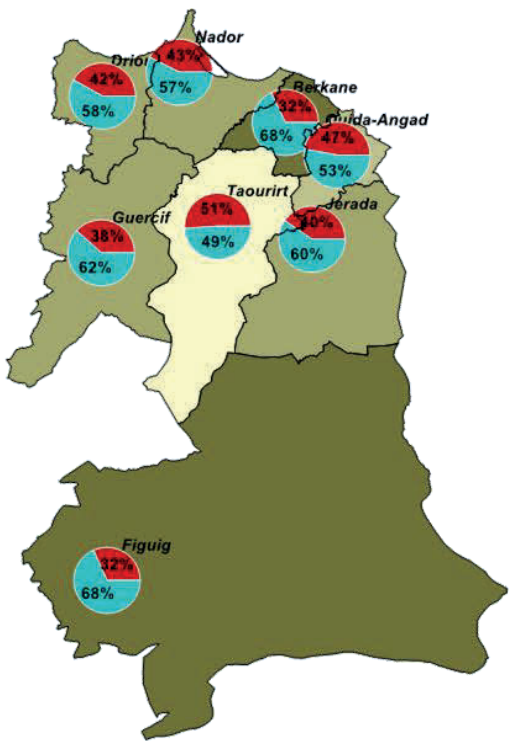 Nador
43%
57%
42%
58%
Berkane
32%
68%
Oujda-Angad
47%
53%
Taourirt
51%
49%
Guercif
38%
62%
Jerada
40%
60%
Figuig
32%
68%